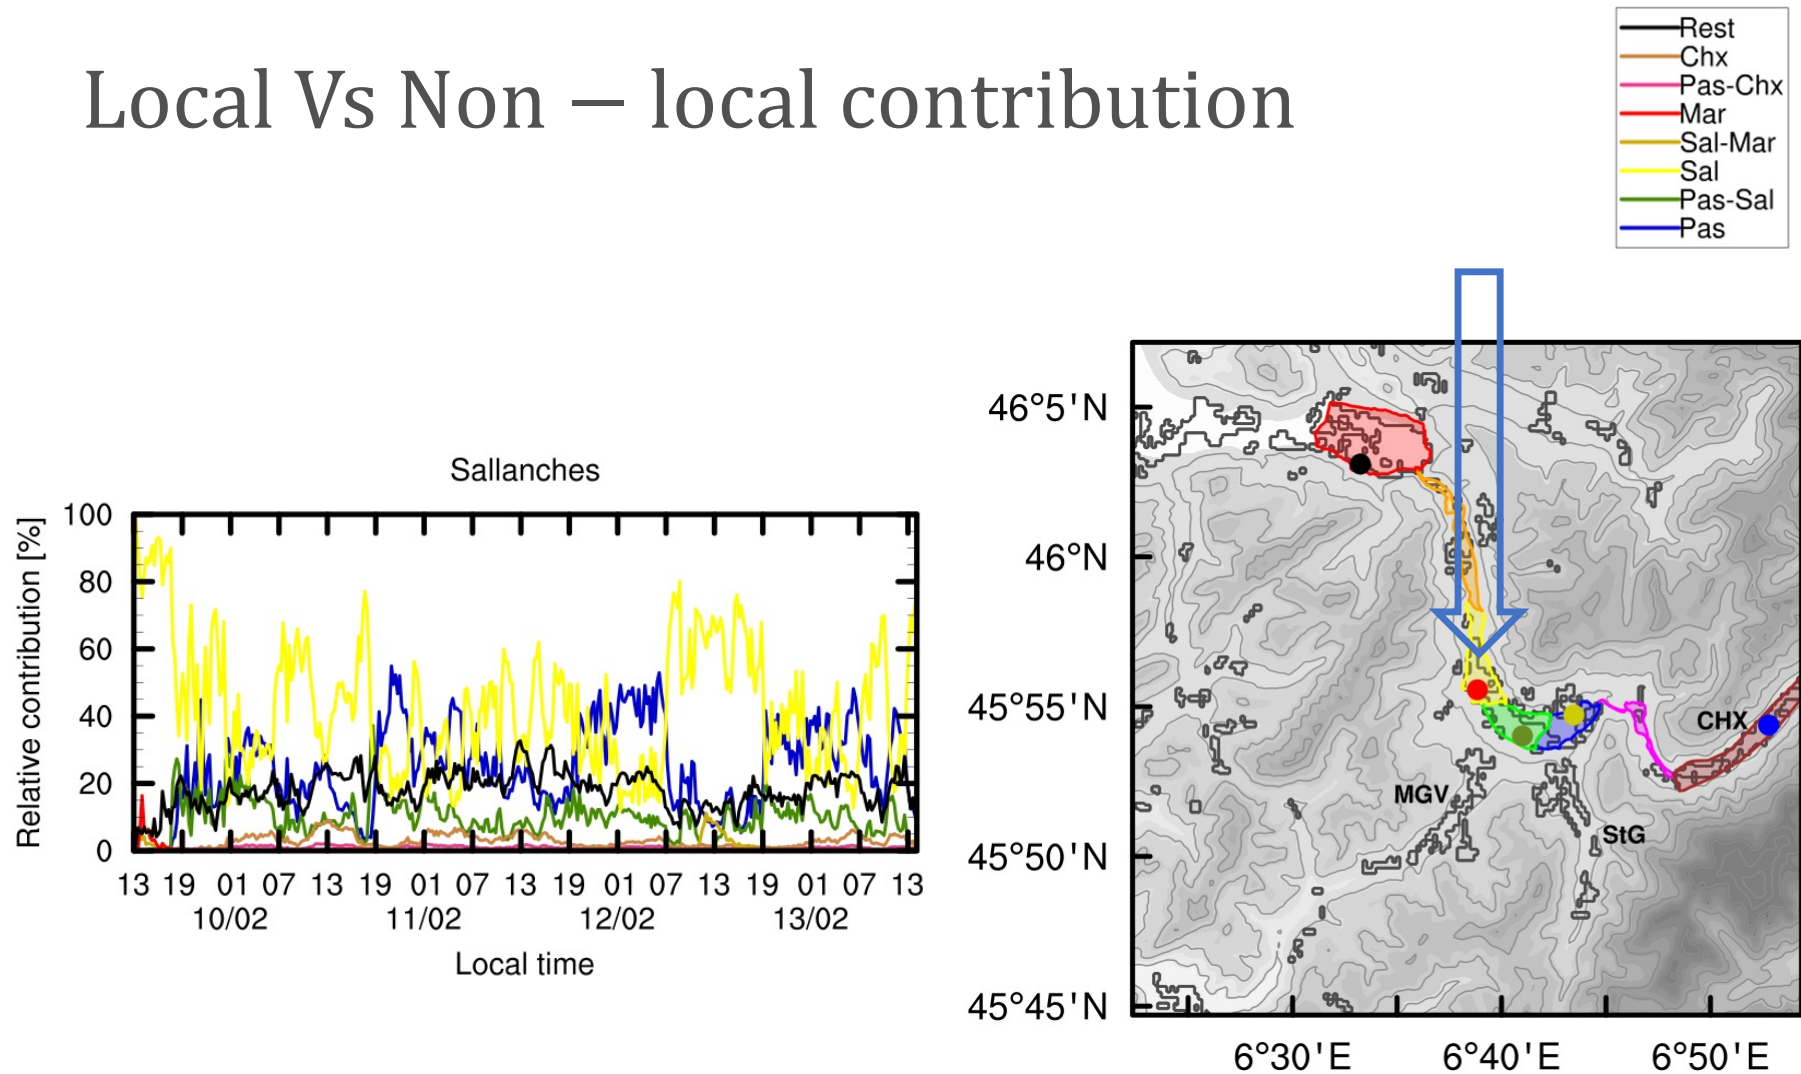 Local Vs Non − local contribution
Rest
Chx
Pas-Chx
Mar
Sal-Mar
Sal
Pas-Sal
Pas
Sallanches
Relative contribution [%]
100
80
60
40
20
0
13 19 01 07 13 19 01 07 13 19 01 07 13 19 01 07 13
10/02 11/02 12/02 13/02
Local time
46°5'N
46°N
45°55'N
45°50'N
45°45'N
CHX
MGV
StG
6°30'E 6°40'E 6°50'E